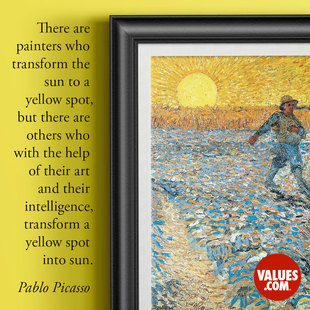 There are
painters who
transform the
sun to a
yellow spot,
but there are
others who
with the help
of their art
and their
intelligence,
transform a
yellow spot
into sun.
Pablo Picasso
VALUES
.COM®